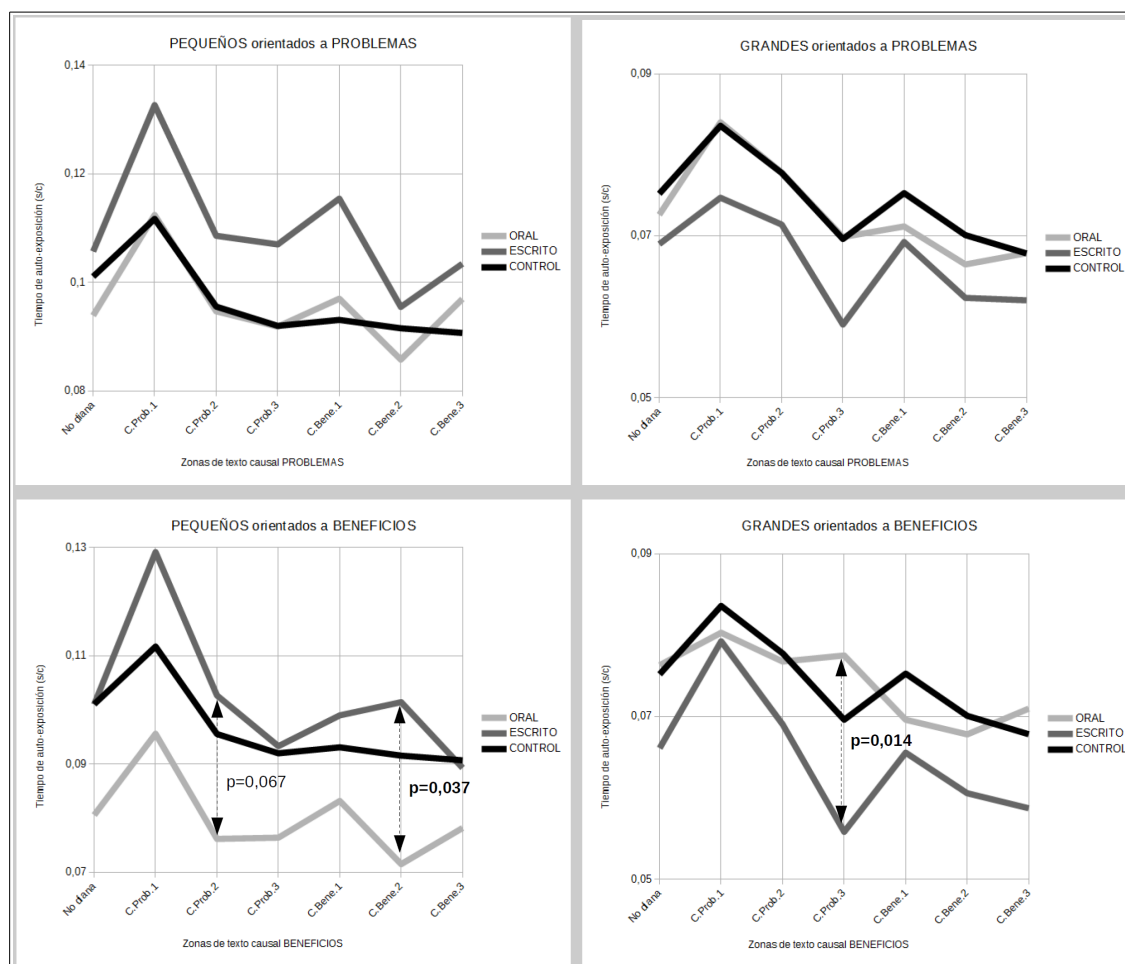 PEQUEÑOS orientados a PROBLEMAS
0,14
0,12
0,1
0,08
Tiempo de auto-exposición (s/c)
No diana
C.Prob.1
C.Prob.2
C.Prob.3
C.Bene.1
C.Bene.2
C.Bene.3
Zonas de texto causal PROBLEMAS
ORAL
ESCRITO
CONTROL
GRANDES orientados a PROBLEMAS
0,09
0,07
0,05
Tiempo de auto-exposición (s/c)
No diana
C.Prob.1
C.Prob.2
C.Prob.3
C.Bene.1
C.Bene.2
C.Bene.3
Zonas de texto causal PROBLEMAS
ORAL
ESCRITO
CONTROL
PEQUEÑOS orientados a BENEFICIOS
0,13
0,11
0,09
0,07
Tiempo de auto-exposición (s/c)
p=0,067
p=0,037
No diana
C.Prob.1
C.Prob.2
C.Prob.3
C.Bene.1
C.Bene.2
C.Bene.3
Zonas de texto causal BENEFICIOS
ORAL
ESCRITO
CONTROL
GRANDES orientados a BENEFICIOS
0,09
0,07
0,05
Tiempo de auto-exposición (s/c)
p=0,014
No diana
C.Prob.1
C.Prob.2
C.Prob.3
C.Bene.1
C.Bene.2
C.Bene.3
Zonas de texto causal BENEFICIOS
ORAL
ESCRITO
CONTROL